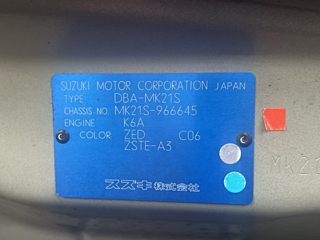 SUZUKI MOTOR CORPORATION JAPAN
TYPE DBA-MK21S
CHASSIS NO. MK21S-966645
ENGINE K6A
COLOR ZED C06
ZSTE-A3
スズキ株式会社
MK21